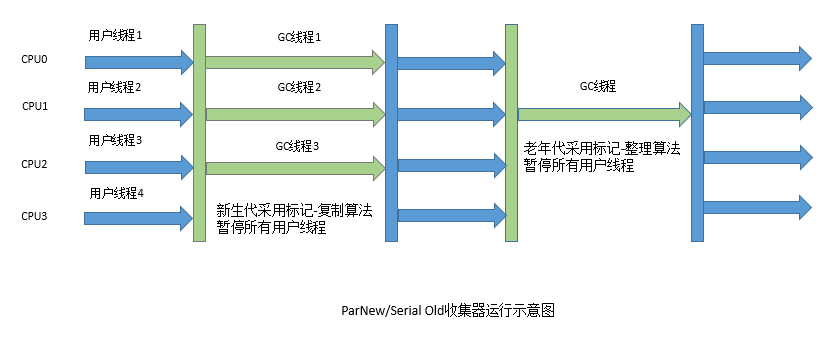 用户线程1
GC线程1
CPU0
用户线程2
GC线程2
GC线程
CPU1
用户线程3
GC线程3
老年代采用标记-整理算法
暂停所有用户线程
CPU2
用户线程4
新生代采用标记-复制算法
暂停所有用户线程
CPU3
ParNew/Serial Old收集器运行示意图